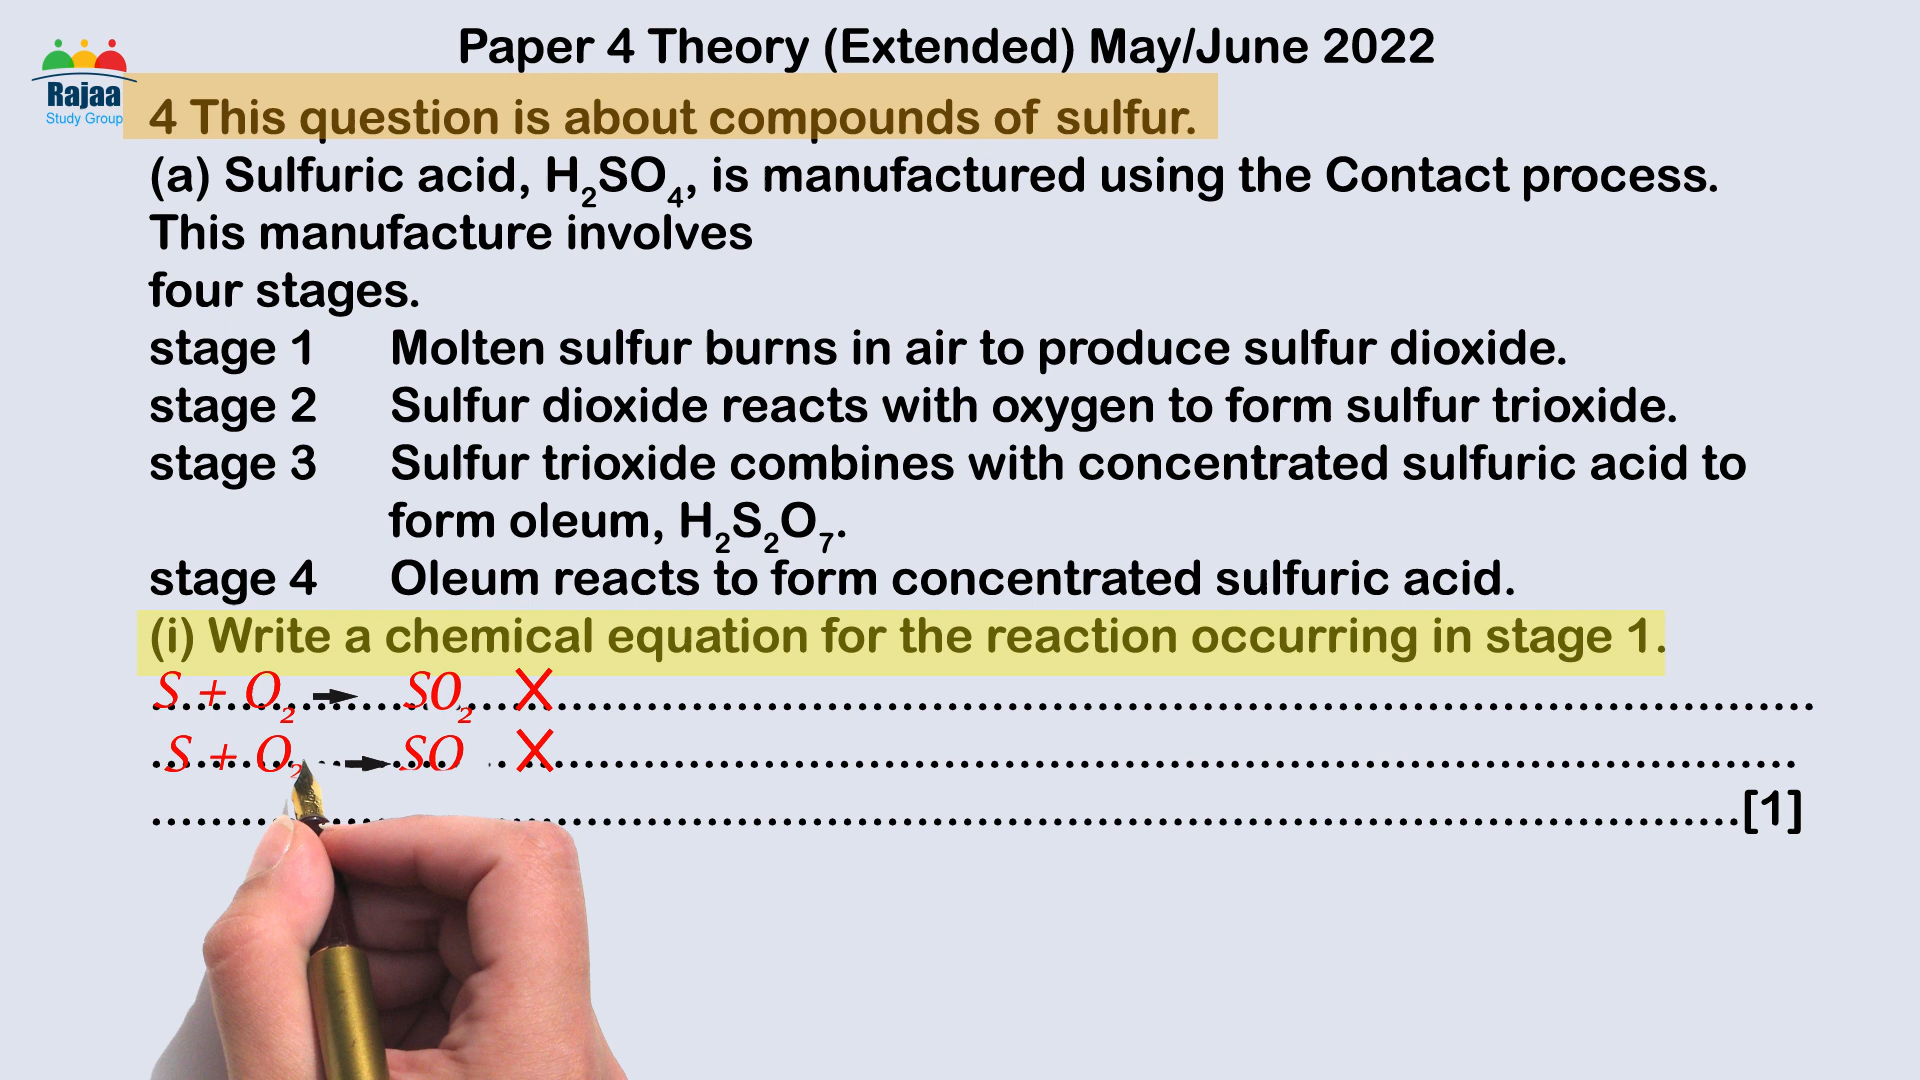 Paper 4 Theory (Extended) May/June 2022
Rajaa
Study Group
4 This question is about compounds of sulfur.
(a) Sulfuric acid, H₂SO₄, is manufactured using the Contact process.
This manufacture involves
four stages.
stage 1 Molten sulfur burns in air to produce sulfur dioxide.
stage 2 Sulfur dioxide reacts with oxygen to form sulfur trioxide.
stage 3 Sulfur trioxide combines with concentrated sulfuric acid to
form oleum, H₂S₂O₇.
stage 4 Oleum reacts to form concentrated sulfuric acid.
(i) Write a chemical equation for the reaction occurring in stage 1.
S + O₂ → SO₂ X
S + O₂ → SO X
[1]